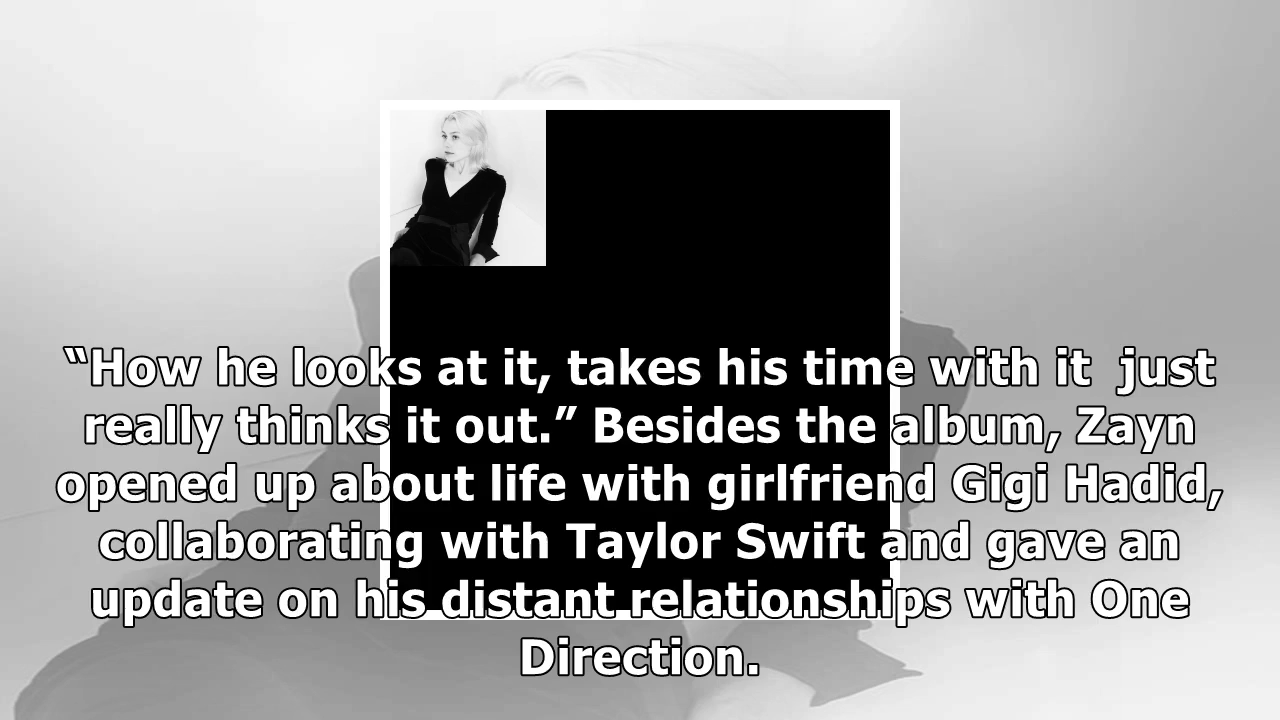 “How he looks at it, takes his time with it  just
really thinks it out.” Besides the album, Zayn
opened up about life with girlfriend Gigi Hadid,
collaborating with Taylor Swift and gave an
update on his distant relationships with One
Direction.